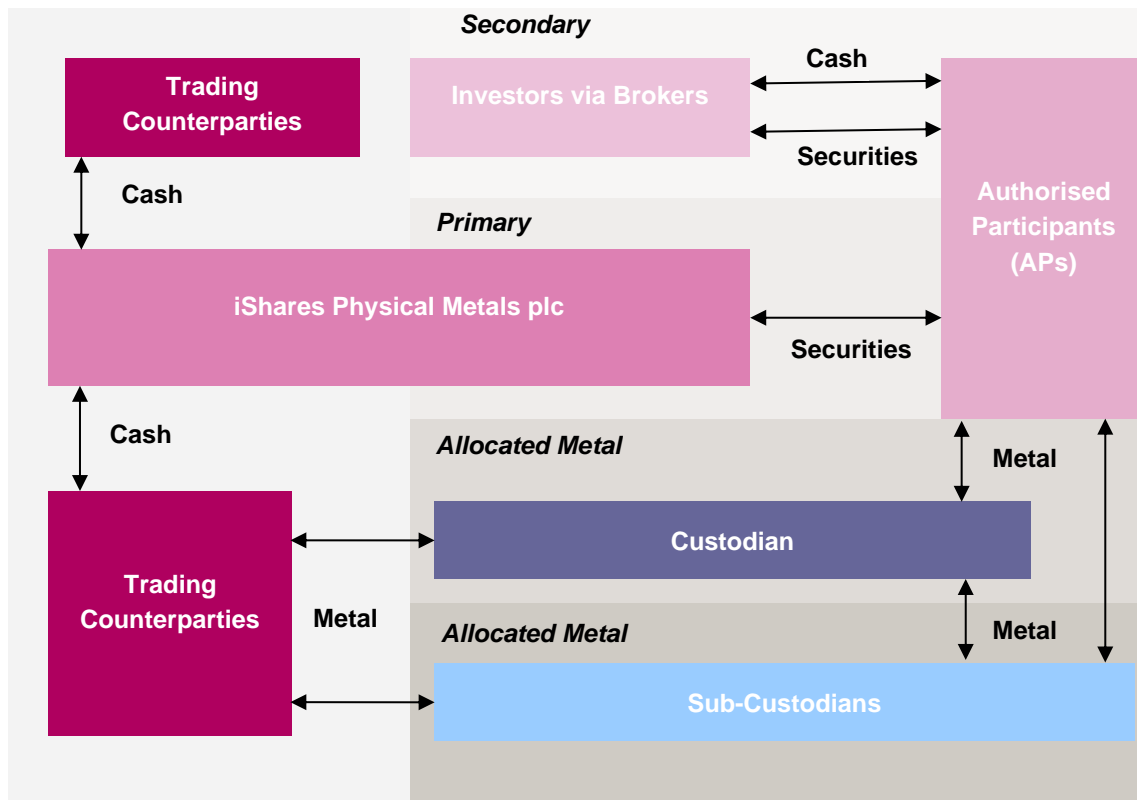 Secondary
Trading
Counterparties
Investors via Brokers
Cash
Securities
Cash
Authorised
Participants
(APs)
Primary
iShares Physical Metals plc
Securities
Cash
Allocated Metal
Metal
Custodian
Trading
Counterparties
Metal
Allocated Metal
Metal
Sub-Custodians